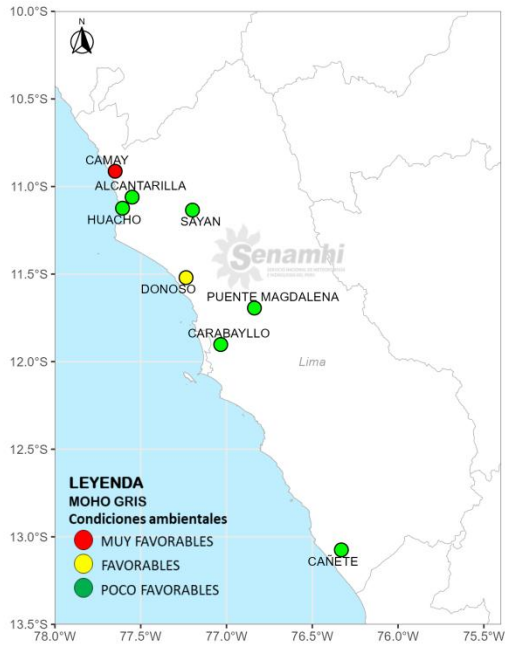 10.0°S
N
10.5°S
CAMAY
11.0°S
ALCANTARILLA
HUACHO
SAYAN
Senamhi
11.5°S
DONOSO
PUENTE MAGDALENA
CARABAYLLO
12.0°S
Lima
12.5°S
LEYENDA
MOHO GRIS
Condiciones ambientales
MUY FAVORABLES
FAVORABLES
POCO FAVORABLES
13.0°S
CAÑETE
13.5°S
78.0°W 77.5°W 77.0°W 76.5°W 76.0°W 75.5°W